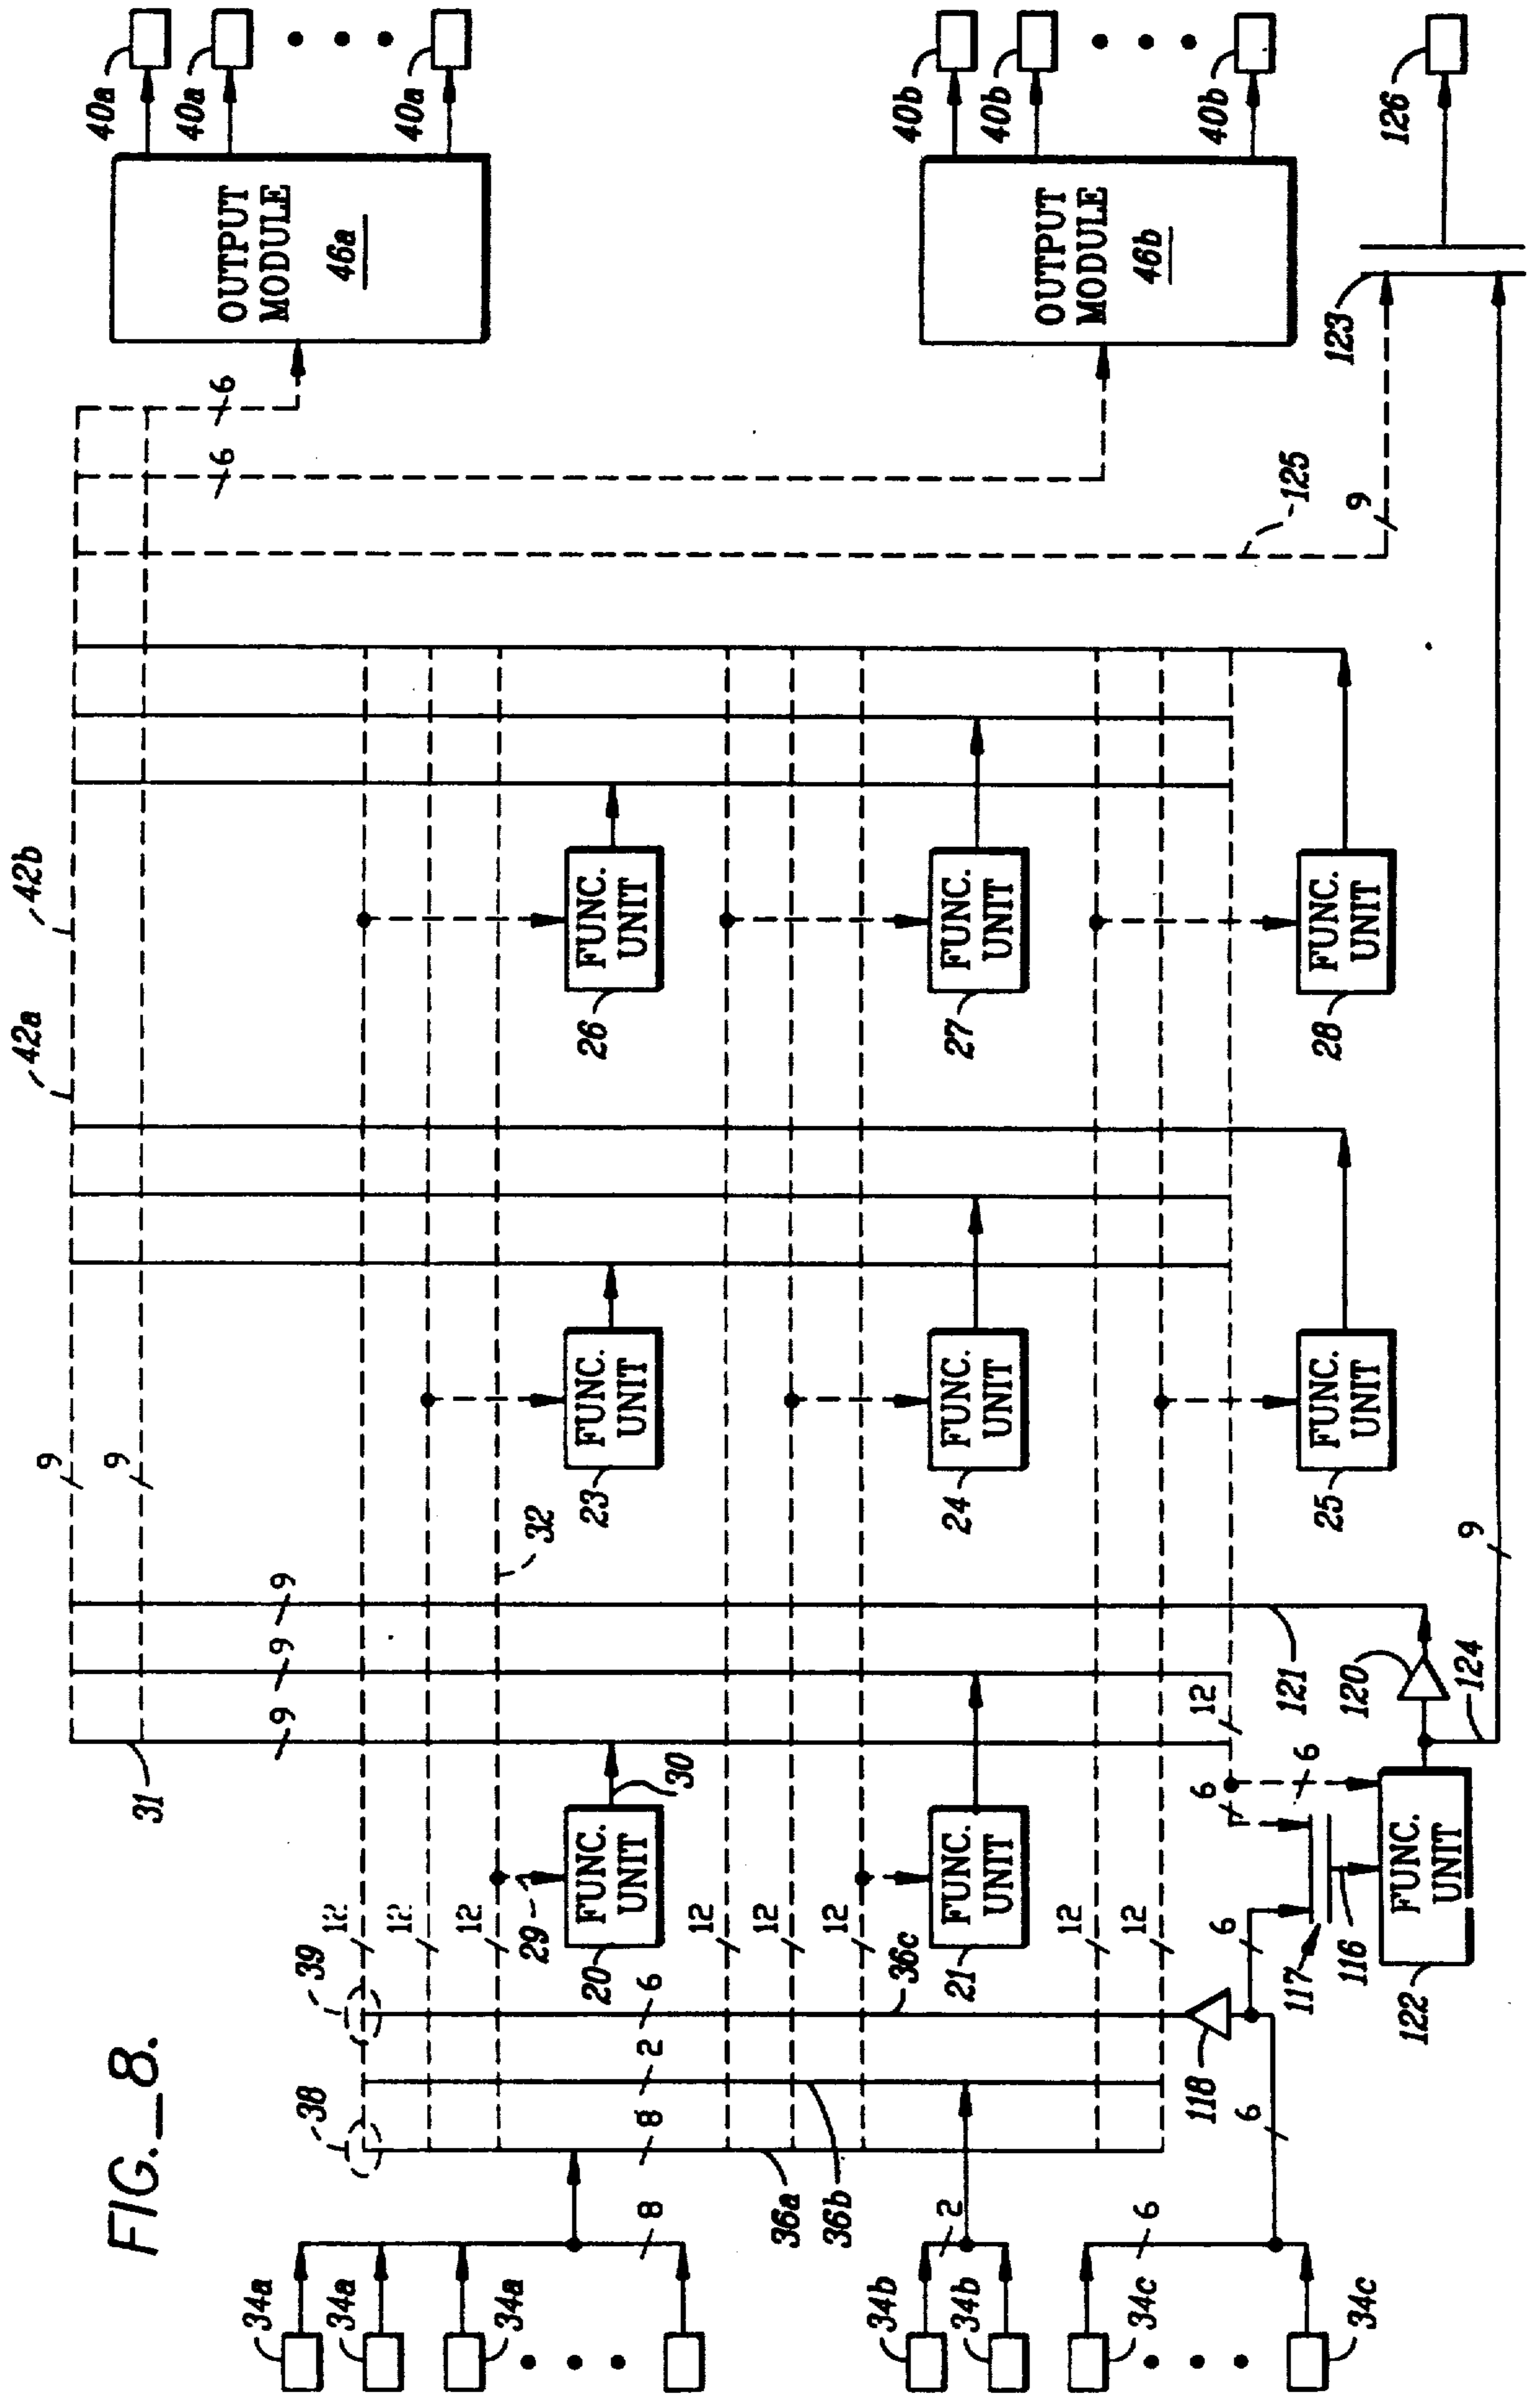 FIG._8.
34a
34a
34a
34b
34b
34c
34c
8
2
6
6
36a
36b
36c
38
39
8
2
6
12
12
12
12
12
12
12
12
12
6
6
6
29
30
31
32
9
9
9
9
9
42a
42b
FUNC.
UNIT
20
FUNC.
UNIT
21
FUNC.
UNIT
122
FUNC.
UNIT
23
FUNC.
UNIT
24
FUNC.
UNIT
25
FUNC.
UNIT
26
FUNC.
UNIT
27
FUNC.
UNIT
28
116
117
118
120
121
124
9
9
125
123
126
6
6
OUTPUT
MODULE
46a
OUTPUT
MODULE
46b
40a
40a
40a
40b
40b
40b